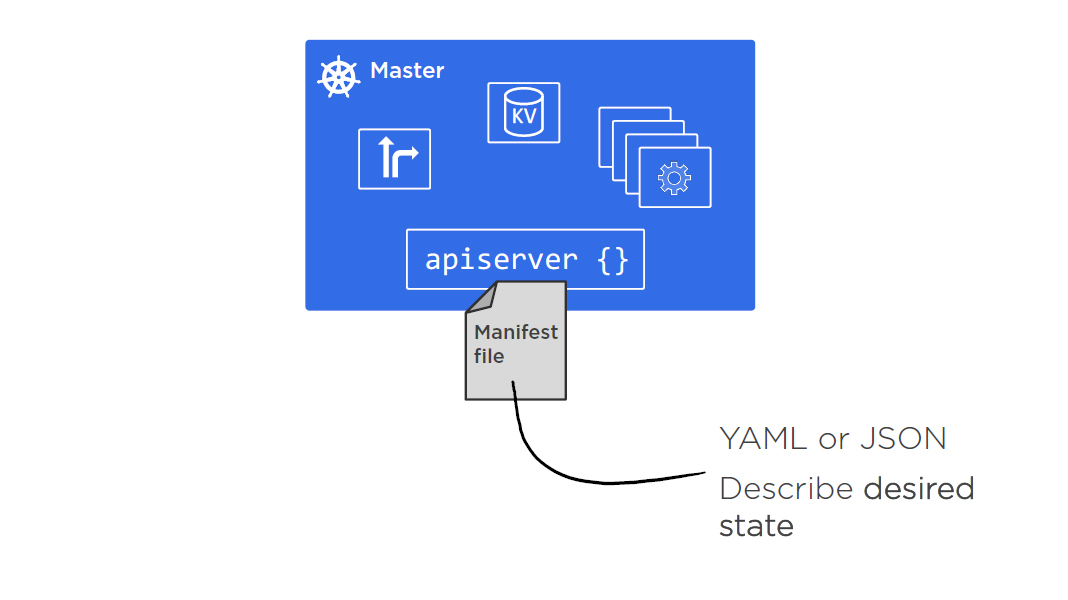 Master
KV
apiserver {}
Manifest
file
YAML or JSON
Describe desired
state